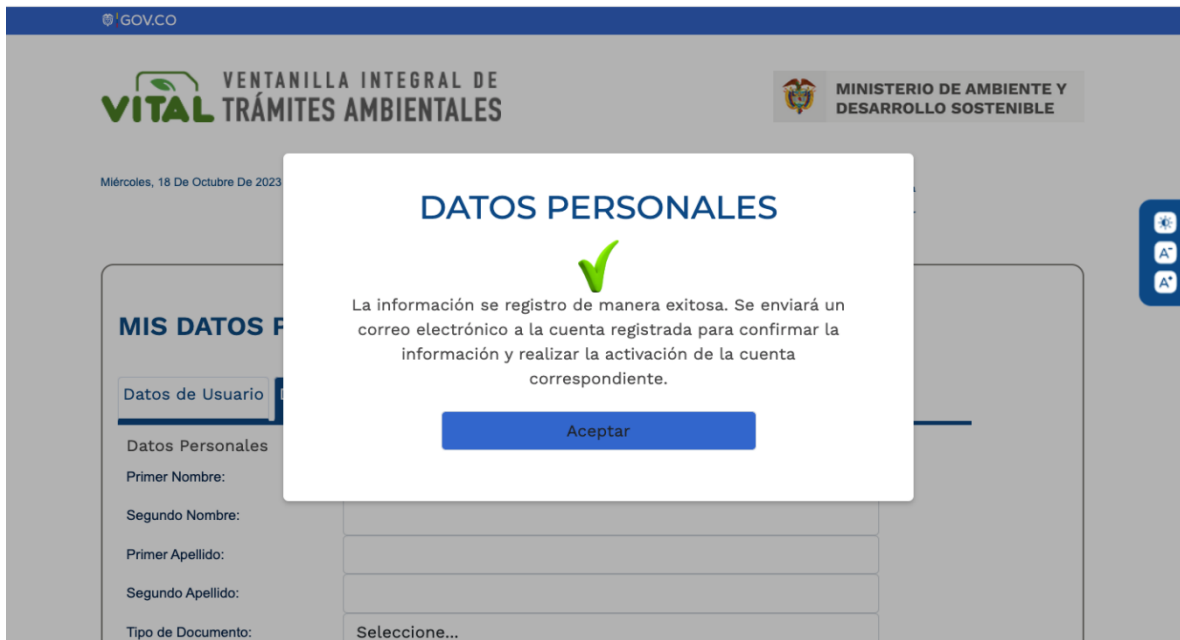 GOV.CO
VENTANILLA INTEGRAL DE
VITAL TRÁMITES AMBIENTALES
MINISTERIO DE AMBIENTE Y
DESARROLLO SOSTENIBLE
Miércoles, 18 De Octubre De 2023
DATOS PERSONALES
La información se registro de manera exitosa. Se enviará un
correo electrónico a la cuenta registrada para confirmar la
información y realizar la activación de la cuenta
correspondiente.
Aceptar
A-
A+
MIS DATOS P
Datos de Usuario
Datos Personales
Primer Nombre:
Segundo Nombre:
Primer Apellido:
Segundo Apellido:
Tipo de Documento:
Seleccione...